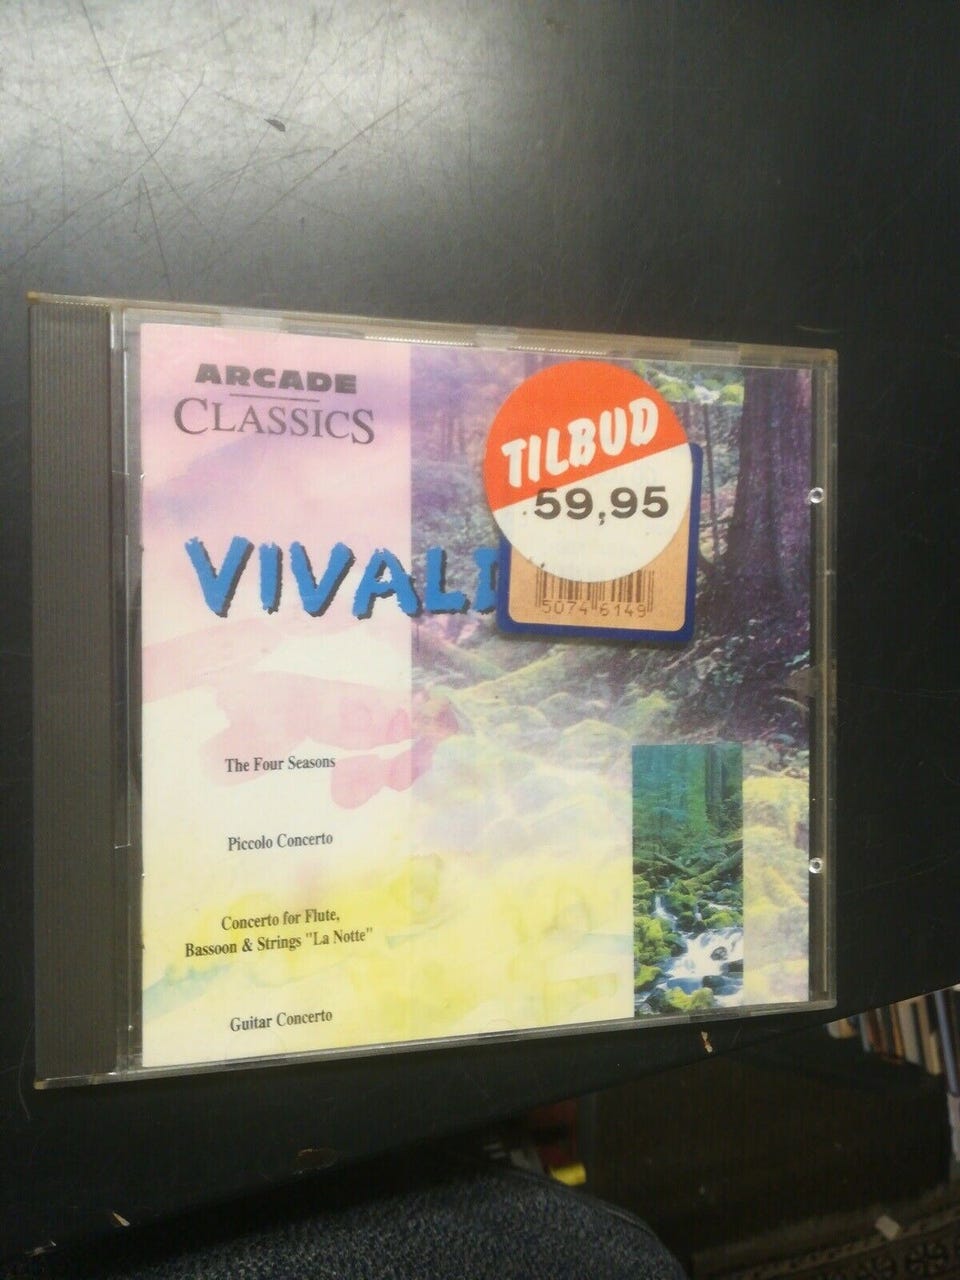 ARCADE
CLASSICS
TILBUD
59,95
VIVALD
5074 6149
The Four Seasons
Piccolo Concerto
Concerto for Flute,
Bassoon & Strings "La Notte"
Guitar Concerto